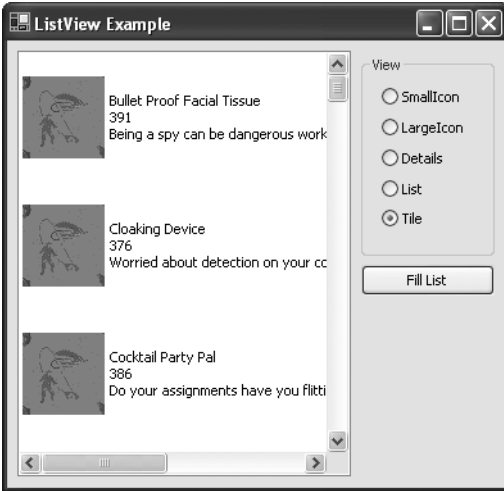 ListView Example
Bullet Proof Facial Tissue
391
Being a spy can be dangerous work
Cloaking Device
376
Worried about detection on your co
Cocktail Party Pal
386
Do your assignments have you flitti
View
SmallIcon
LargeIcon
Details
List
Tile
Fill List